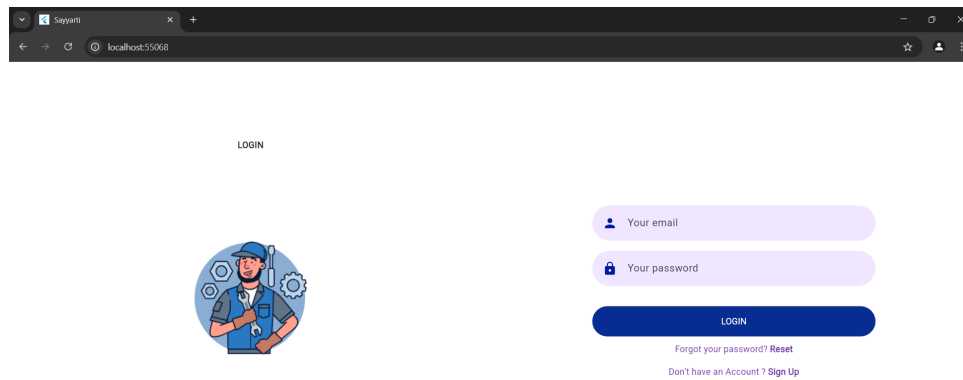 Sayyarti
localhost:55068
LOGIN
Your email
Your password
LOGIN
Forgot your password? Reset
Don't have an Account ? Sign Up